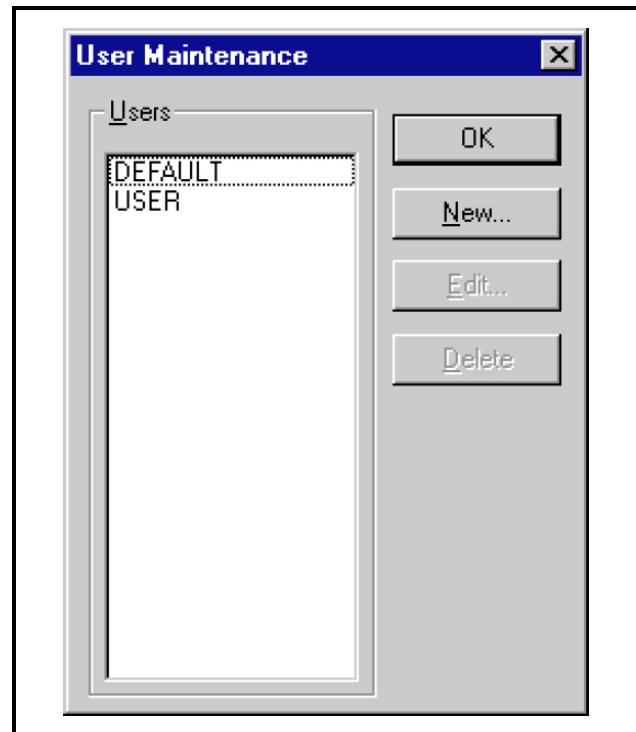 User Maintenance
Users
DEFAULT
USER
OK
New...
Edit...
Delete